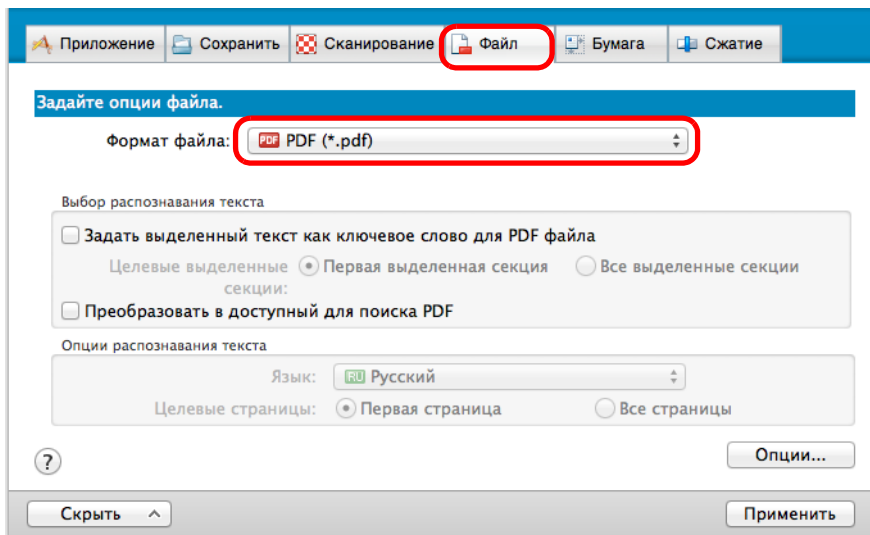 Приложение Сохранить Сканирование Файл Бумага Сжатие
Задайте опции файла.
Формат файла: PDF PDF (*.pdf)
Выбор распознавания текста
Задать выделенный текст как ключевое слово для PDF файла
Целевые выделенные секции: Первая выделенная секция Все выделенные секции
Преобразовать в доступный для поиска PDF
Опции распознавания текста
Язык: RU Русский
Целевые страницы: Первая страница Все страницы
? Опции...
Скрыть Применить